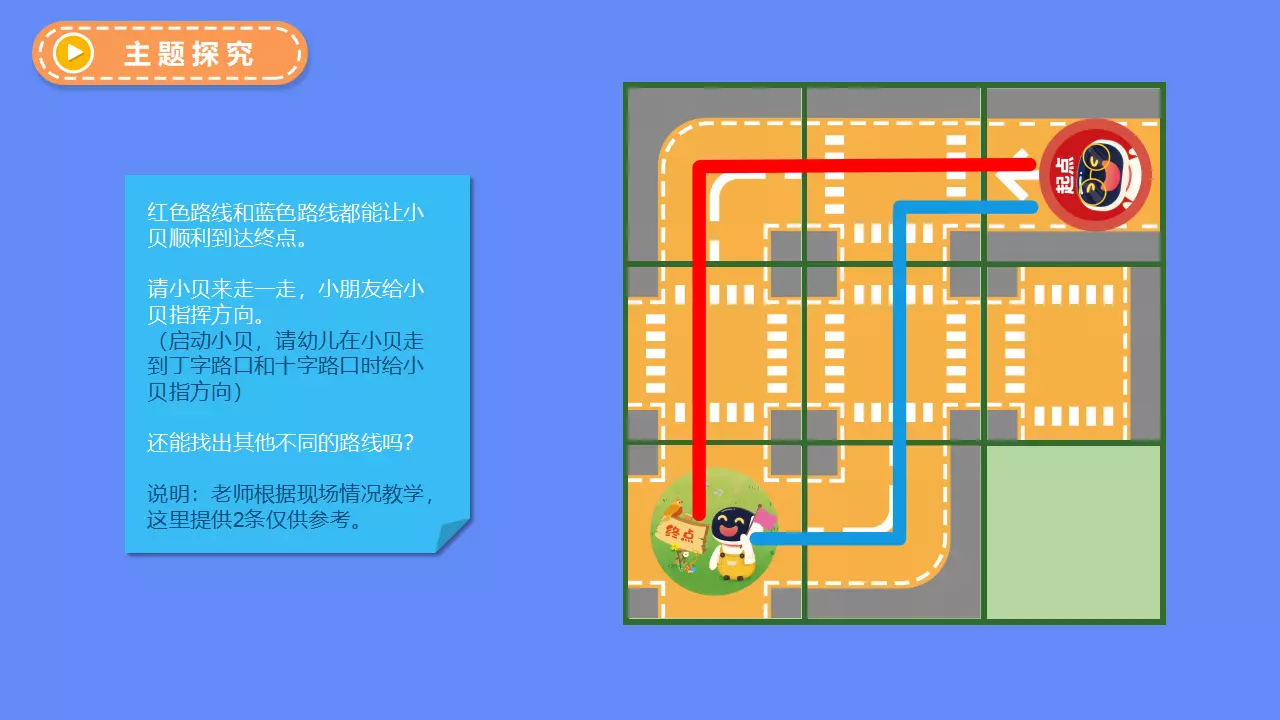 主题探究
红色路线和蓝色路线都能让小
贝顺利到达终点。
请小贝来走一走，小朋友给小
贝指挥方向。
（启动小贝，请幼儿在小贝走
到丁字路口和十字路口时给小
贝指方向）
还能找出其他不同的路线吗？
说明：老师根据现场情况教学，
这里提供2条仅供参考。
起点
终点